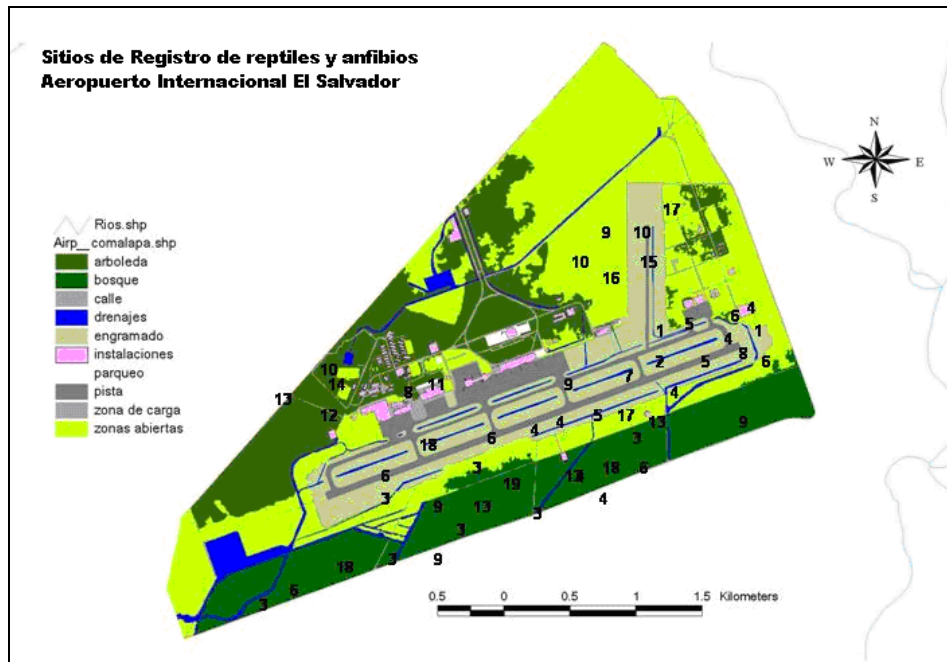 Sitios de Registro de reptiles y anfibios
Aeropuerto Internacional El Salvador
N
W E
S
Rios.shp
Airp__comalapa.shp
arboleda
bosque
calle
drenajes
engramado
instalaciones
parqueo
pista
zona de carga
zonas abiertas
17
9 10
10 15
16
4
6
1 5 1
4
10 2 5 8 6
14 11 9 7
13 8 4
12 4 4 5 17 13 9
18 6 3
6 3 18 6
3 19 4
9 13 3
3
18 3 9
6
3
0.5 0 0.5 1 1.5 Kilometers